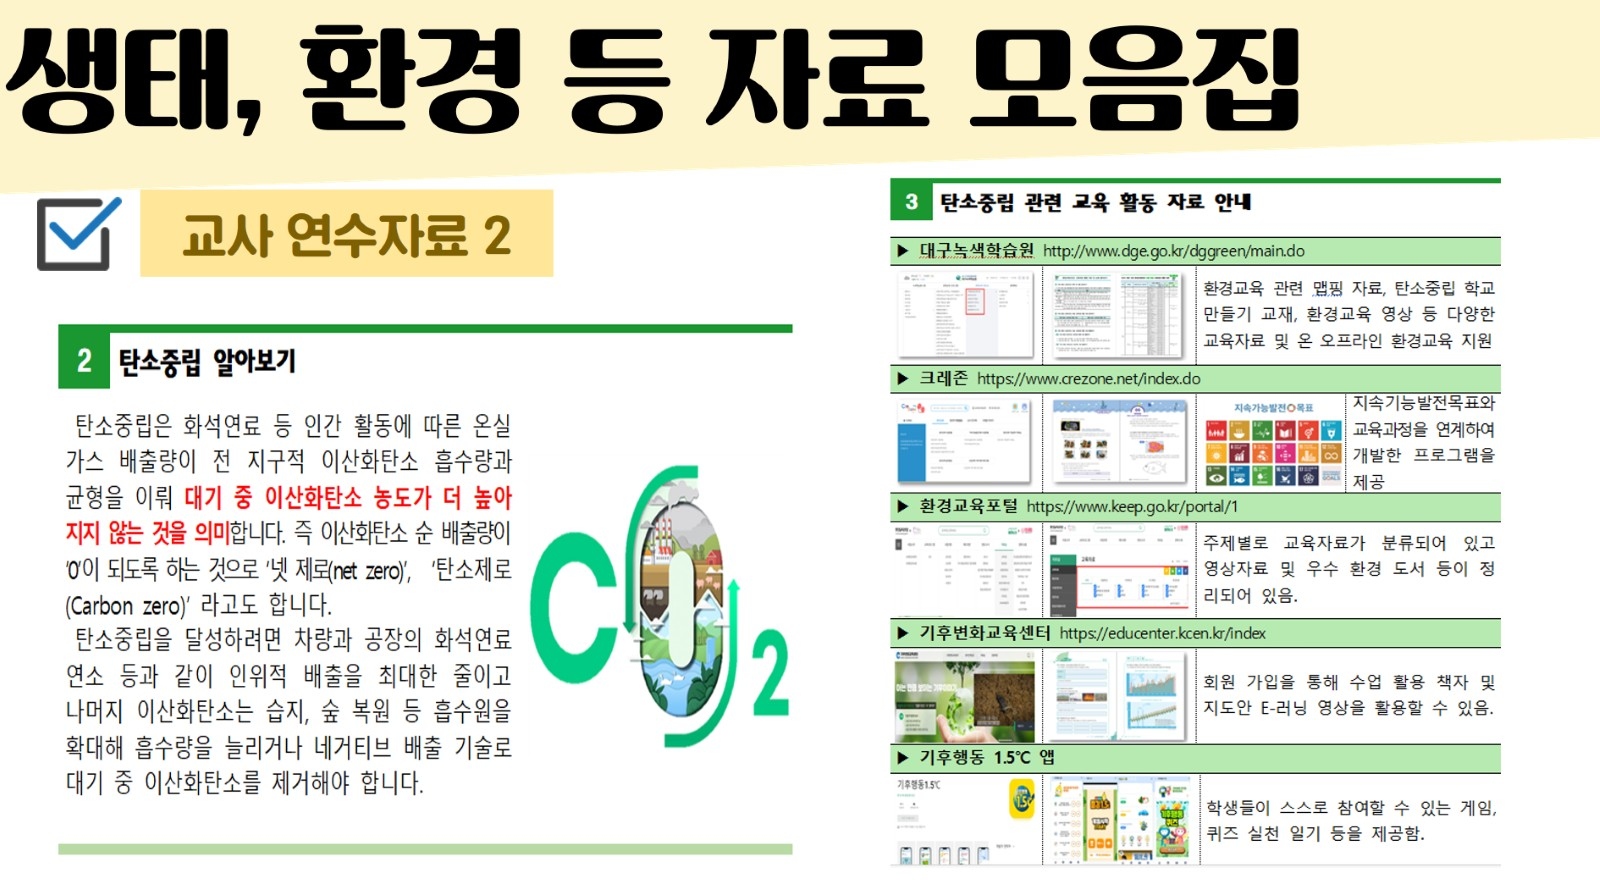 생태, 환경 등 자료 모음집
교사 연수자료 2
2 탄소중립 알아보기
탄소중립은 화석연료 등 인간 활동에 따른 온실
가스 배출량이 전 지구적 이산화탄소 흡수량과
균형을 이뤄 대기 중 이산화탄소 농도가 더 높아
지지 않는 것을 의미합니다. 즉 이산화탄소 순 배출량이
‘0’이 되도록 하는 것으로 ‘넷 제로(net zero)’, ‘탄소제로
(Carbon zero)’ 라고도 합니다.
탄소중립을 달성하려면 차량과 공장의 화석연료
연소 등과 같이 인위적 배출을 최대한 줄이고
나머지 이산화탄소는 습지, 숲 복원 등 흡수원을
확대해 흡수량을 늘리거나 네거티브 배출 기술로
대기 중 이산화탄소를 제거해야 합니다.
CO2
3 탄소중립 관련 교육 활동 자료 안내
▶ 대구녹색학습원 http://www.dge.go.kr/dggreen/main.do
환경교육 관련 맵핑 자료, 탄소중립 학교
만들기 교재, 환경교육 영상 등 다양한
교육자료 및 온 오프라인 환경교육 지원
▶ 크레존 https://www.crezone.net/index.do
지속가능발전목표
지속기능발전목표와
교육과정을 연계하여
개발한 프로그램을
제공
▶ 환경교육포털 https://www.keep.go.kr/portal/1
교육자료
주제별로 교육자료가 분류되어 있고
영상자료 및 우수 환경 도서 등이 정
리되어 있음.
▶ 기후변화교육센터 https://educenter.kcen.kr/index
회원 가입을 통해 수업 활용 책자 및
지도안 E-러닝 영상을 활용할 수 있음.
▶ 기후행동 1.5℃ 앱
기후행동1.5℃
학생들이 스스로 참여할 수 있는 게임,
퀴즈 실천 일기 등을 제공함.